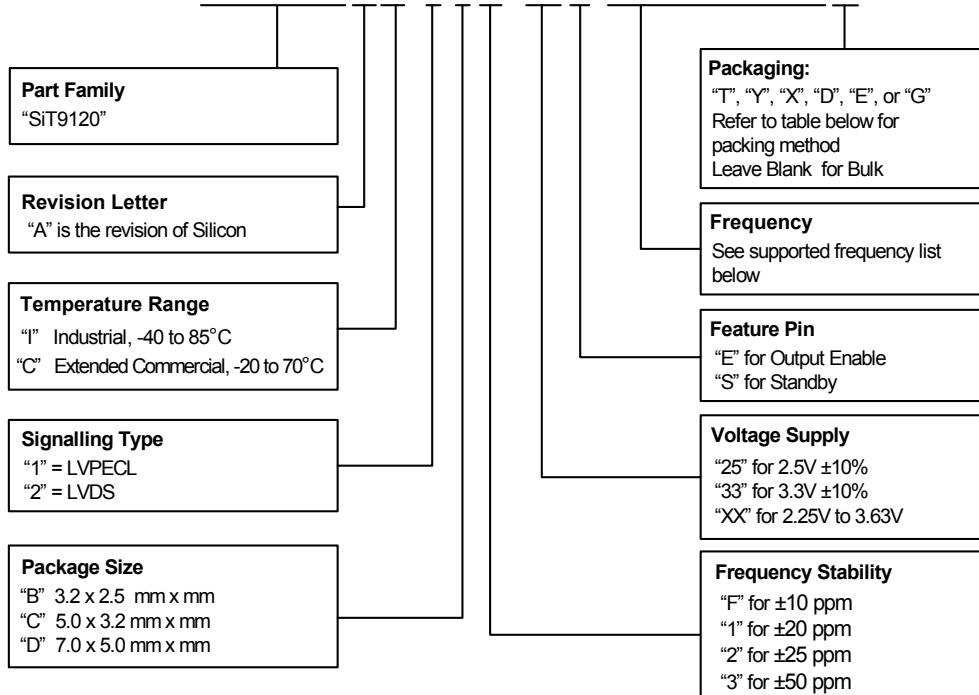 Part Family
“SiT9120”
Revision Letter
“A” is the revision of Silicon
Temperature Range
“I” Industrial, -40 to 85°C
“C” Extended Commercial, -20 to 70°C
Signalling Type
“1” = LVPECL
“2” = LVDS
Package Size
“B” 3.2 x 2.5 mm x mm
“C” 5.0 x 3.2 mm x mm
“D” 7.0 x 5.0 mm x mm
Packaging:
“T”, “Y”, “X”, “D”, “E”, or “G”
Refer to table below for
packing method
Leave Blank for Bulk
Frequency
See supported frequency list
below
Feature Pin
“E” for Output Enable
“S” for Standby
Voltage Supply
“25” for 2.5V ±10%
“33” for 3.3V ±10%
“XX” for 2.25V to 3.63V
Frequency Stability
“F” for ±10 ppm
“1” for ±20 ppm
“2” for ±25 ppm
“3” for ±50 ppm